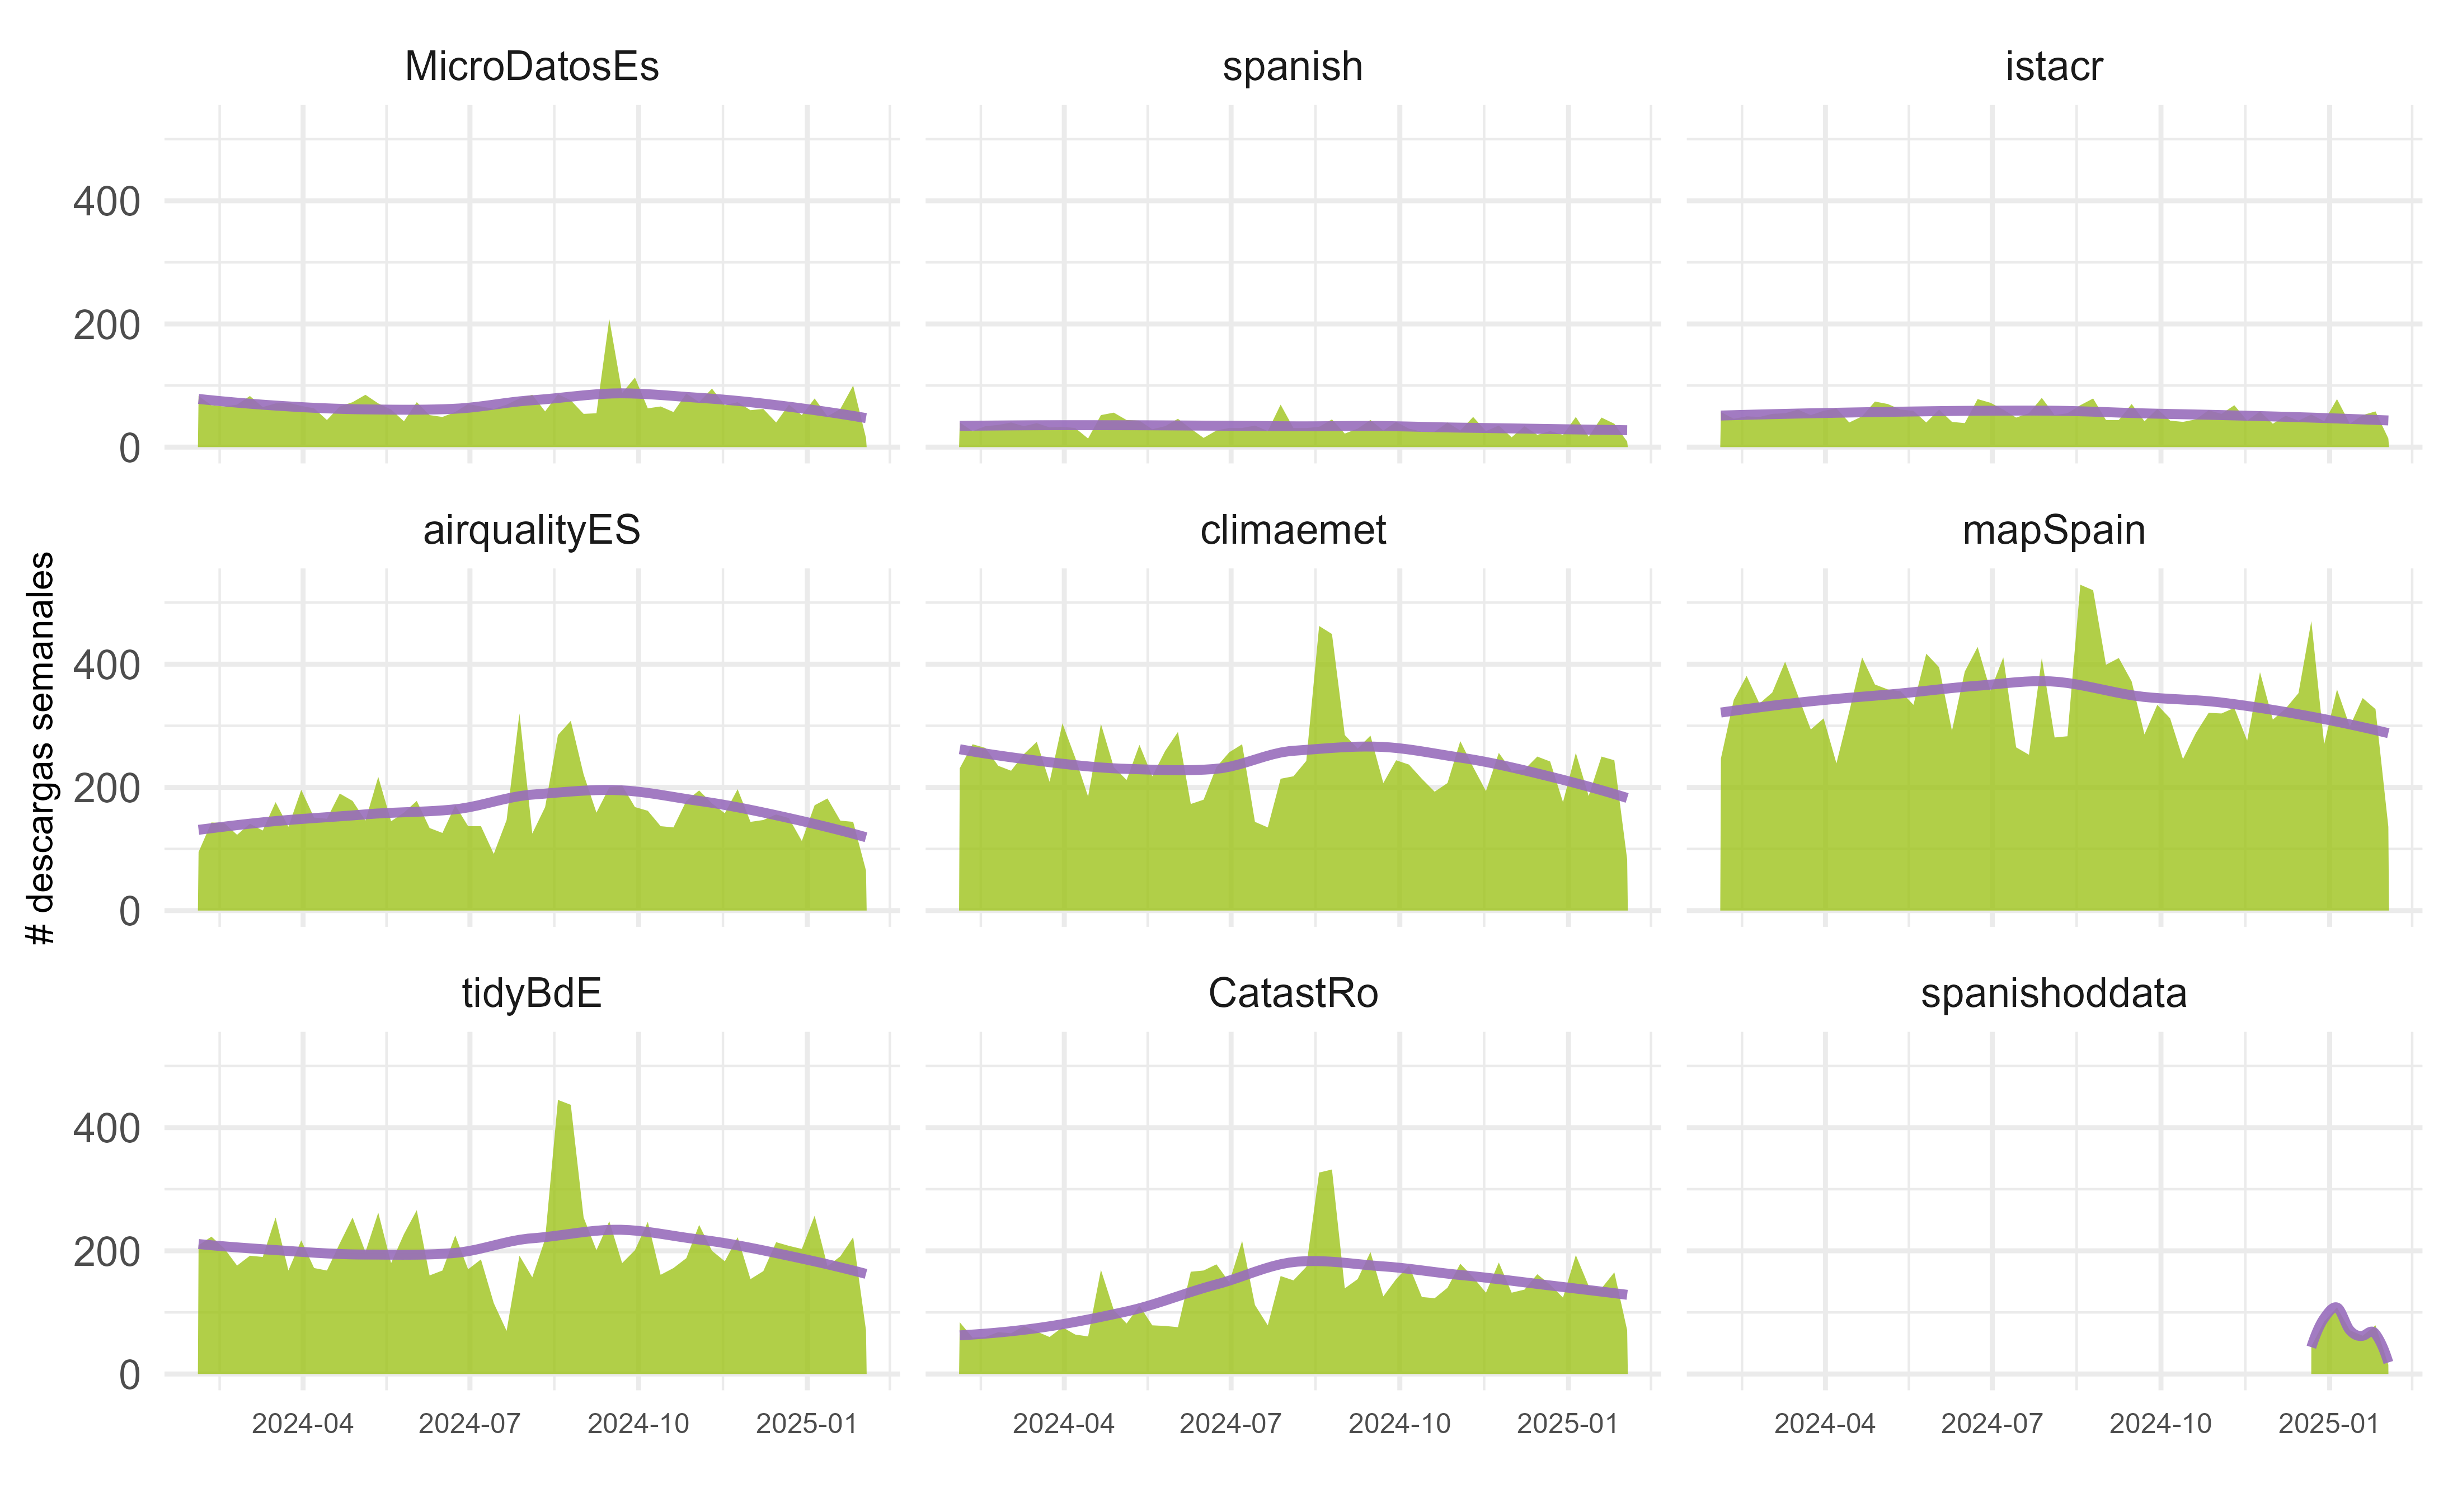 MicroDatosEs
spanish
istacr
400
200
0
airqualityES
climaemet
mapSpain
# descargas semanales
400
200
0
tidyBdE
CatastRo
spanishoddata
400
200
0
2024-04 2024-07 2024-10 2025-01
2024-04 2024-07 2024-10 2025-01
2024-04 2024-07 2024-10 2025-01